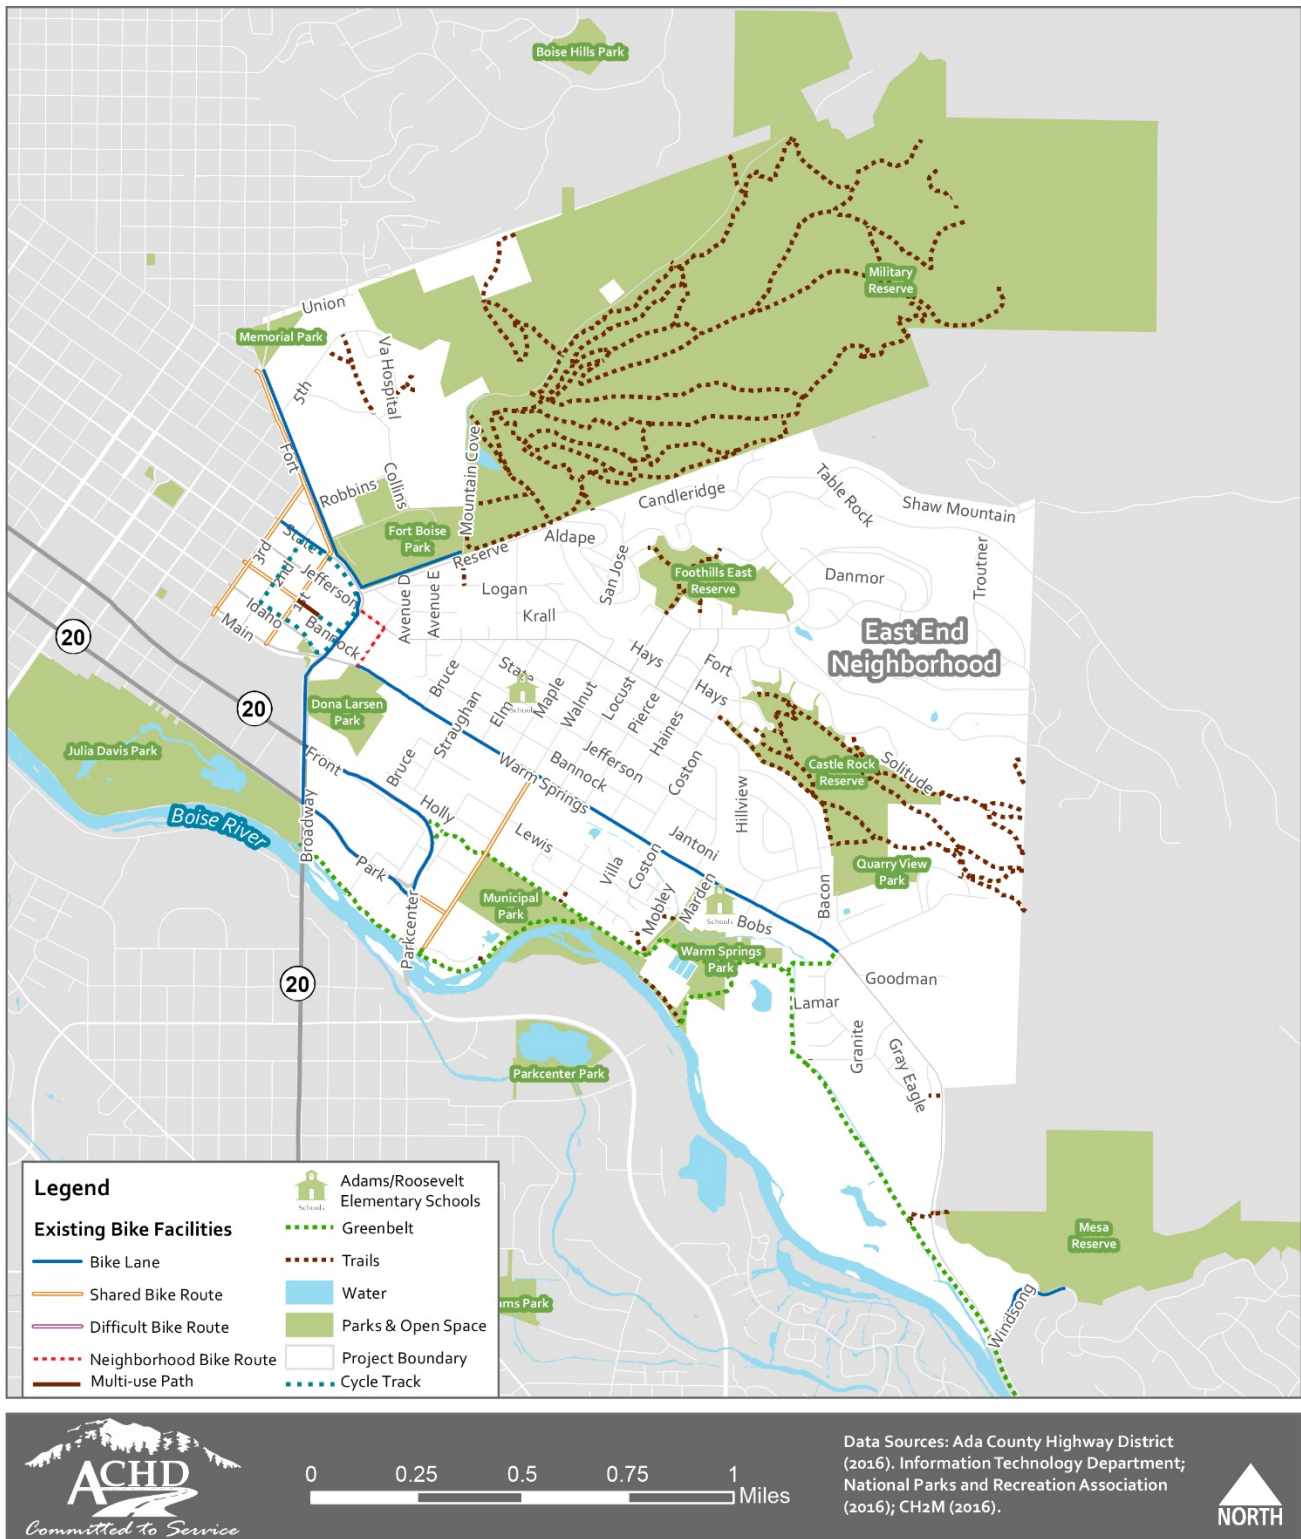 Boise Hills Park
Military
Reserve
Union
Memorial Park
Va Hospital
5th
Fort
Robbins
Collins
Mountain Cove
Fort Boise
Park
Reserve
Candleridge
Aldape
Table Rock
Shaw Mountain
Troutner
State
3rd
2nd
Jefferson
1st
Idaho
Bannock
Main
Avenue D
Avenue E
Logan
Krall
San Jose
Foothills East
Reserve
Danmor
East End
Neighborhood
20
20
Hays
Fort
Hays
Bruce
State
Schools
Straughan
Elm
Maple
Walnut
Locust
Pierce
Haines
Dona Larsen
Park
Julia Davis Park
Front
Bruce
Holly
Warm Springs
Bannock
Jefferson
Coston
Hillview
Castle Rock
Reserve
Solitude
Boise River
Broadway
Park
Lewis
Villa
Coston
Jantoni
Mobley
Marden
Schools
Bobs
Bacon
Quarry View
Park
Municipal
Park
Parkcenter
Warm Springs
Park
Goodman
20
Lamar
Granite
Gray Eagle
Parkcenter Park
Mesa
Reserve
Windsong
ams Park
Legend
Existing Bike Facilities
Bike Lane
Shared Bike Route
Difficult Bike Route
Neighborhood Bike Route
Multi-use Path
Schools
Adams/Roosevelt
Elementary Schools
Greenbelt
Trails
Water
Parks & Open Space
Project Boundary
Cycle Track
ACHD
Committed to Service
0 0.25 0.5 0.75 1
Miles
Data Sources: Ada County Highway District
(2016). Information Technology Department;
National Parks and Recreation Association
(2016); CH2M (2016).
NORTH